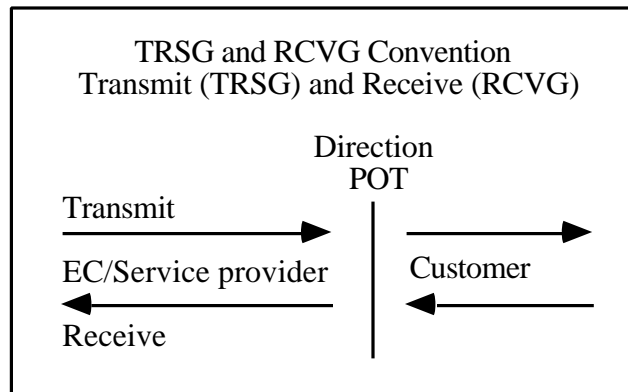 TRSG and RCVG Convention
Transmit (TRSG) and Receive (RCVG)
Direction
POT
Transmit
EC/Service provider
Customer
Receive